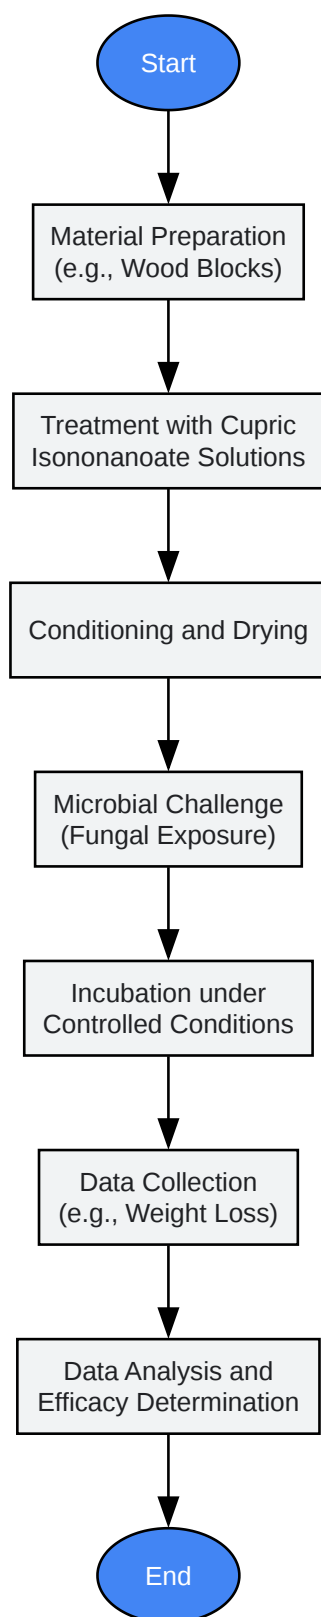 Start
Material Preparation
(e.g., Wood Blocks)
Treatment with Cupric
Isononanoate Solutions
Conditioning and Drying
Microbial Challenge
(Fungal Exposure)
Incubation under
Controlled Conditions
Data Collection
(e.g., Weight Loss)
Data Analysis and
Efficacy Determination
End